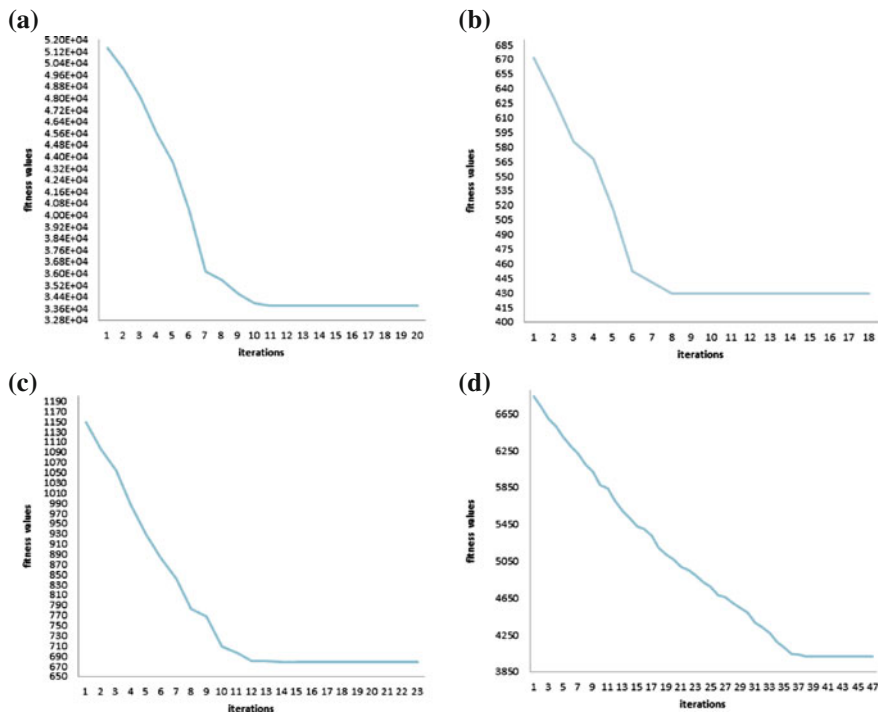 (a)
5.20E+04
5.12E+04
5.04E+04
4.96E+04
4.88E+04
4.80E+04
4.72E+04
4.64E+04
4.56E+04
4.48E+04
4.40E+04
4.32E+04
4.24E+04
4.16E+04
4.08E+04
4.00E+04
3.92E+04
3.84E+04
3.76E+04
3.68E+04
3.60E+04
3.52E+04
3.44E+04
3.36E+04
3.28E+04
fitness values
1 2 3 4 5 6 7 8 9 10 11 12 13 14 15 16 17 18 19 20
iterations
(b)
685
670
655
640
625
610
595
580
565
550
535
520
505
490
475
460
445
430
415
400
fitness values
1 2 3 4 5 6 7 8 9 10 11 12 13 14 15 16 17 18
iterations
(c)
1190
1170
1150
1130
1110
1090
1070
1050
1030
1010
990
970
950
930
910
890
870
850
830
810
790
770
750
730
710
690
670
650
fitness values
1 2 3 4 5 6 7 8 9 10 11 12 13 14 15 16 17 18 19 20 21 22 23
iterations
(d)
6650
6250
5850
5450
5050
4650
4250
3850
fitness values
1 3 5 7 9 11 13 15 17 19 21 23 25 27 29 31 33 35 37 39 41 43 45 47
iterations